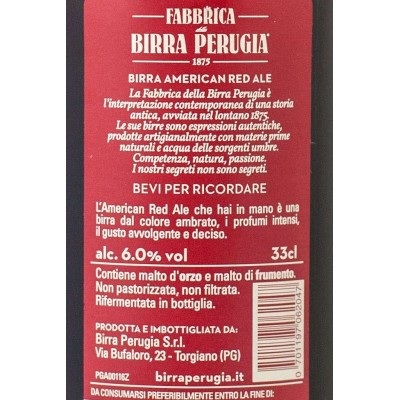 FABBRICA
BIRRA PERUGIA
1875
BIRRA AMERICAN RED ALE
La Fabbrica della Birra Perugia è
l'interpretazione contemporanea di una storia
antica, avviata nel lontano 1875.
Le sue birre sono espressioni autentiche,
prodotte artigianalmente con materie prime
naturali e acqua delle sorgenti umbre.
Competenza, natura, passione.
I nostri segreti non sono segreti.
BEVI PER RICORDARE
L'American Red Ale che hai in mano è una
birra dal colore ambrato, i profumi intensi,
il gusto avvolgente e deciso.
alc. 6.0% vol 33cl
Contiene malto d'orzo e malto di frumento.
Non pastorizzata, non filtrata.
Rifermentata in bottiglia.
PRODOTTA E IMBOTTIGLIATA DA:
Birra Perugia S.r.l.
Via Bufaloro, 23 - Torgiano (PG)
PGA00116Z birraperugia.it
DA CONSUMARSI PREFERIBILMENTE ENTRO LA FINE DI:
0 701197 062047